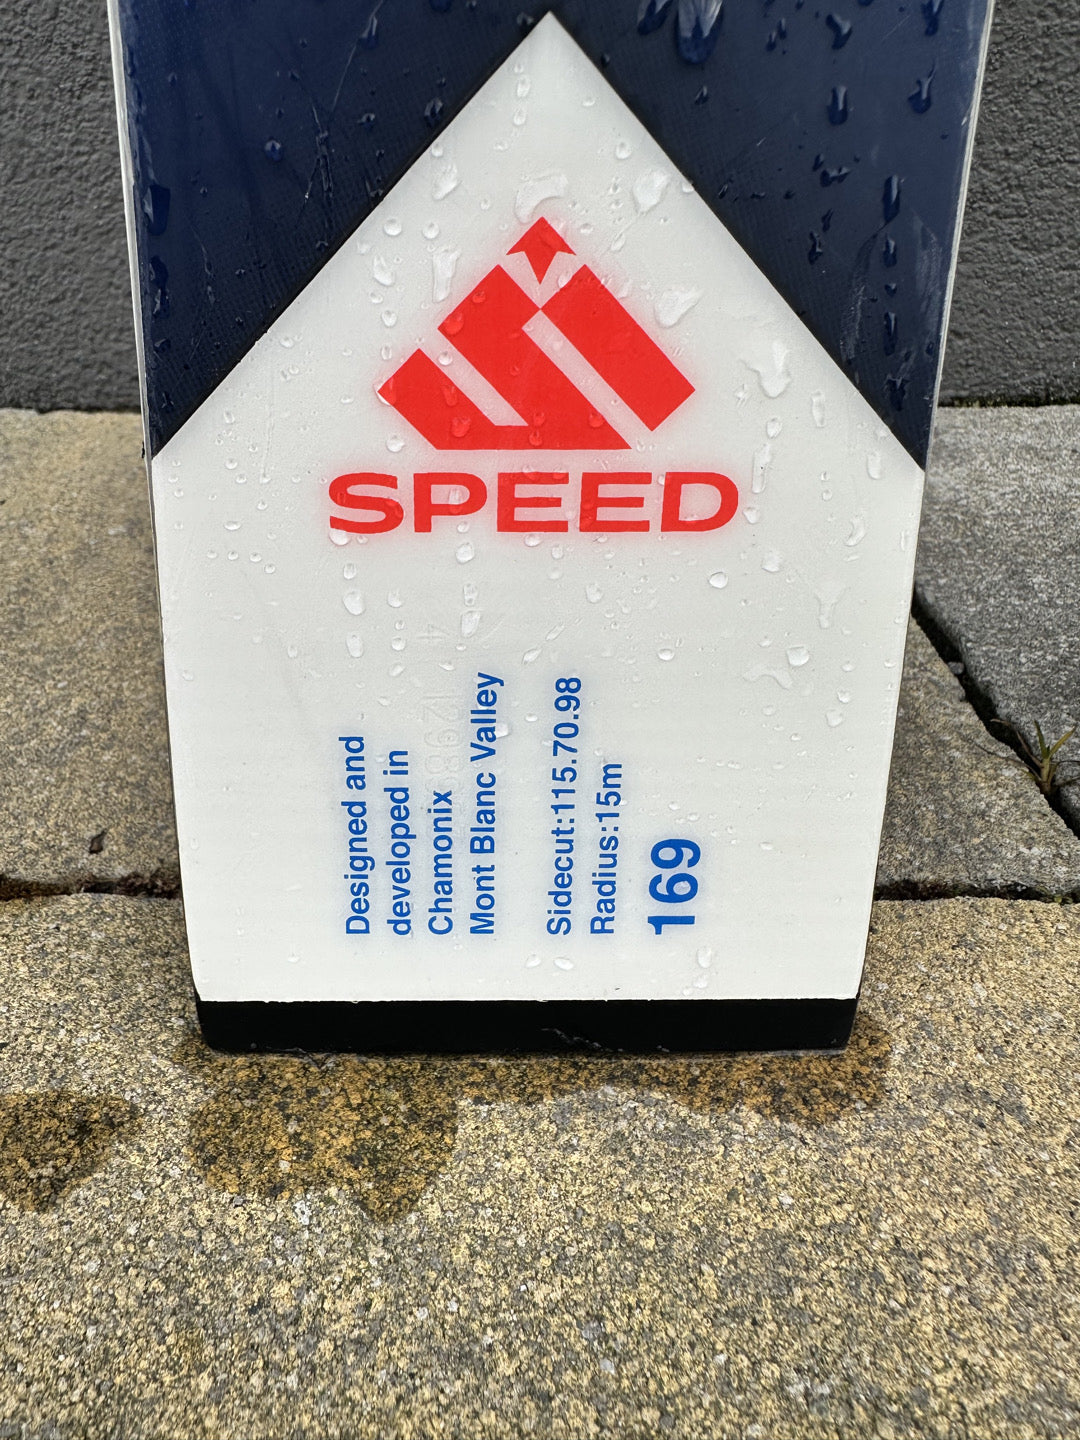 SPEED
Designed and
developed in
Chamonix
Mont Blanc Valley
Sidecut:115.70.98
Radius:15m
169